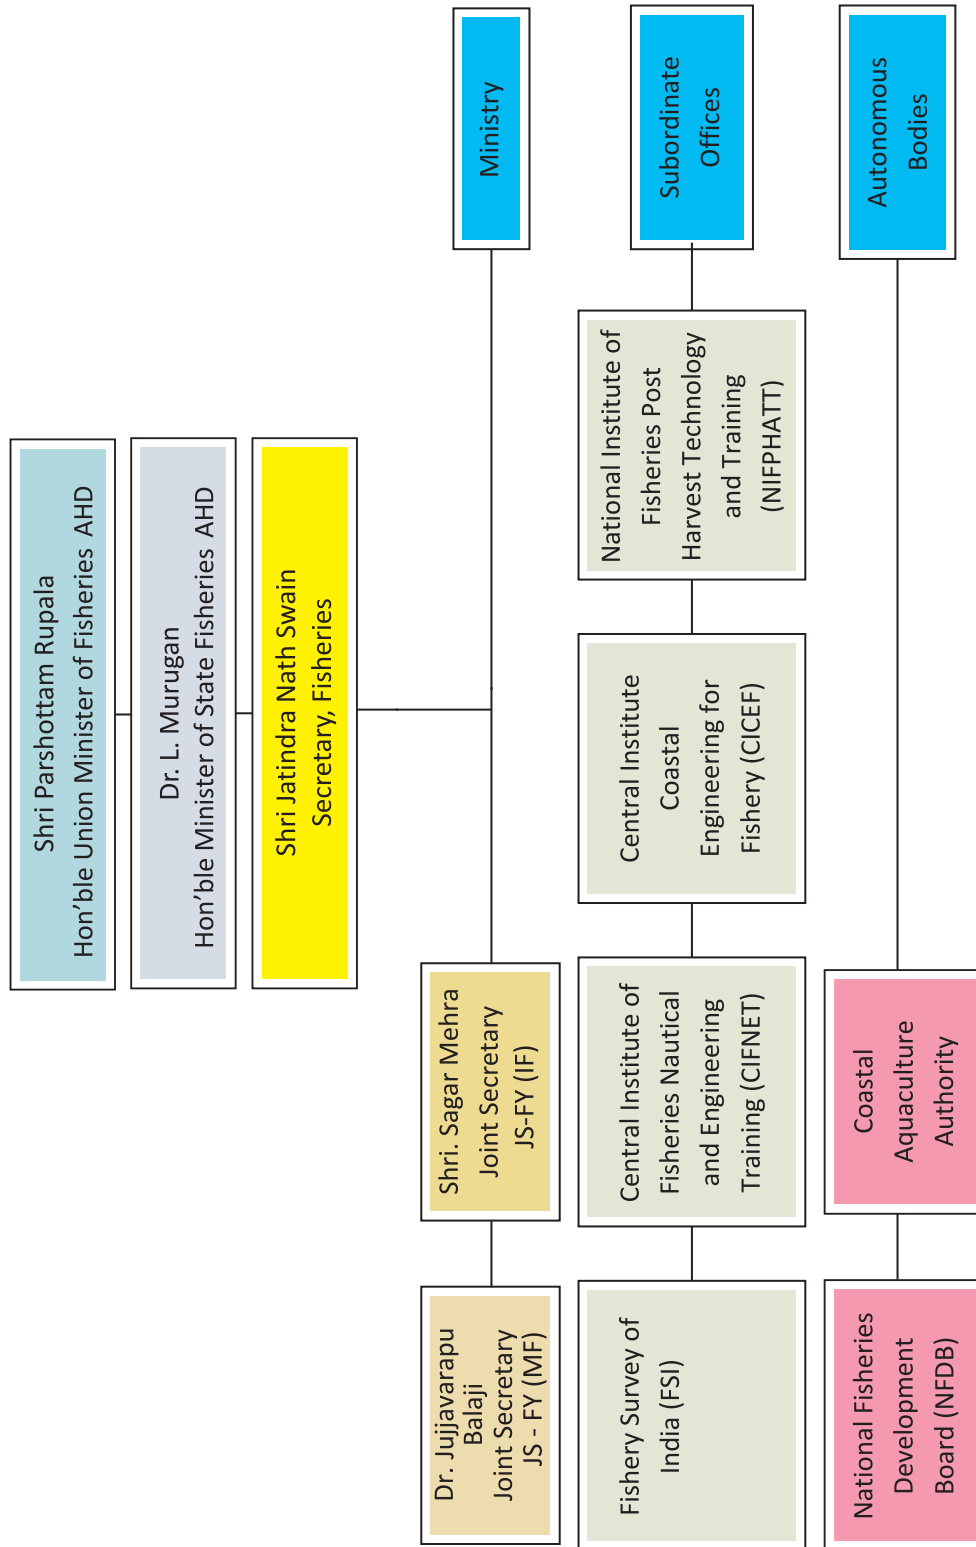 Shri Parshottam Rupala
Hon'ble Union Minister of Fisheries AHD
Dr. L. Murugan
Hon'ble Minister of State Fisheries AHD
Shri Jatindra Nath Swain
Secretary, Fisheries
Dr. Jujjavarapu
Balaji
Joint Secretary
JS - FY (MF)
Shri. Sagar Mehra
Joint Secretary
JS-FY (IF)
Ministry
Fishery Survey of
India (FSI)
Central Institute of
Fisheries Nautical
and Engineering
Training (CIFNET)
Central Institute
Coastal
Engineering for
Fishery (CICEF)
National Institute of
Fisheries Post
Harvest Technology
and Training
(NIFPHATT)
Subordinate
Offices
National Fisheries
Development
Board (NFDB)
Coastal
Aquaculture
Authority
Autonomous
Bodies